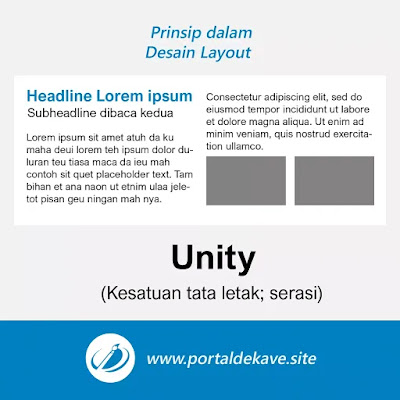 Prinsip dalam
Desain Layout
Headline Lorem ipsum
Subheadline dibaca kedua
Lorem ipsum sit amet atuh da ku
maha deui lorem teh ipsum dolor du-
luran teu tiasa maca da ieu mah
contoh sit quet placeholder text. Tam
bihan et ana naon ut etnim ulaa jele-
tot pisan geu ningan mah nya.
Consectetur adipiscing elit, sed do
eiusmod tempor incididunt ut labore
et dolore magna aliqua. Ut enim ad
minim veniam, quis nostrud exercita-
tion ullamco.
Unity
(Kesatuan tata letak; serasi)
www.portaldekave.site